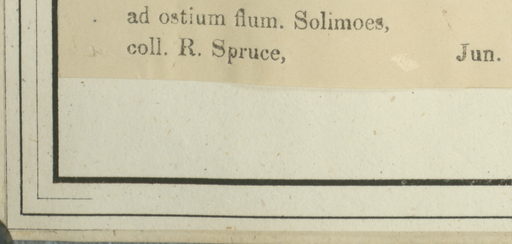 ad ostium flum. Solimoes,
coll. R. Spruce, Jun.